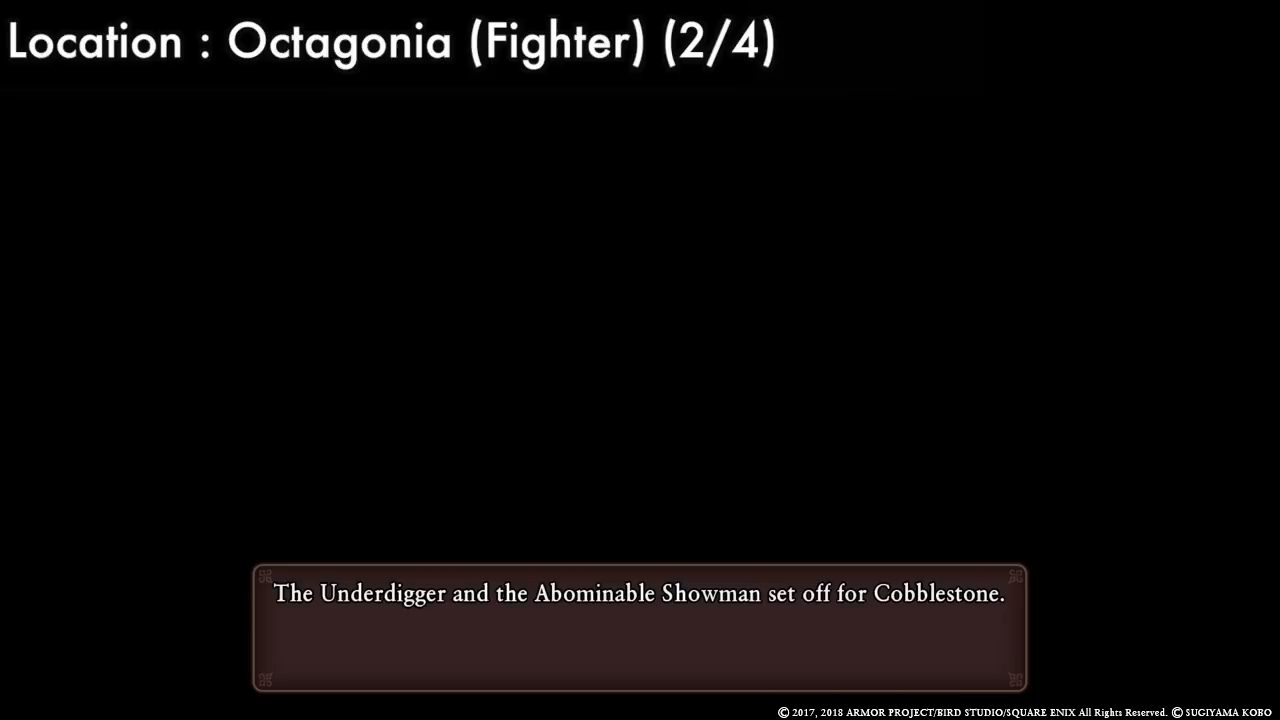 Location : Octagonia (Fighter) (2/4)
The Underdigger and the Abominable Showman set off for Cobblestone.
© 2017, 2018 ARMOR PROJECT/BIRD STUDIO/SQUARE ENIX All Rights Reserved. © SUGIYAMA KOBO